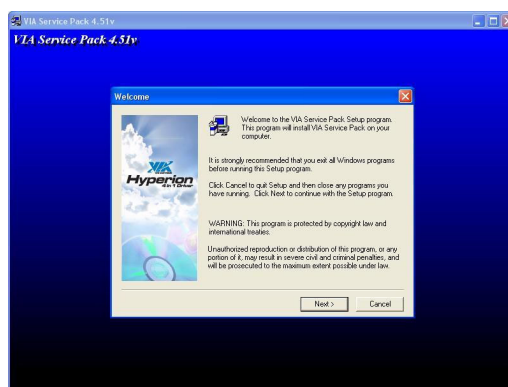 VIA Service Pack 4.51v
VIA Service Pack 4.51v
Welcome
Welcome to the VIA Service Pack Setup program.
This program will install VIA Service Pack on your
computer.
It is strongly recommended that you exit all Windows programs
before running this Setup program.
Click Cancel to quit Setup and then close any programs you
have running. Click Next to continue with the Setup program.
WARNING: This program is protected by copyright law and
international treaties.
Unauthorized reproduction or distribution of this program, or any
portion of it, may result in severe civil and criminal penalties, and
will be prosecuted to the maximum extent possible under law.
VIA
Hyperion
4 in 1 Driver
Next >
Cancel